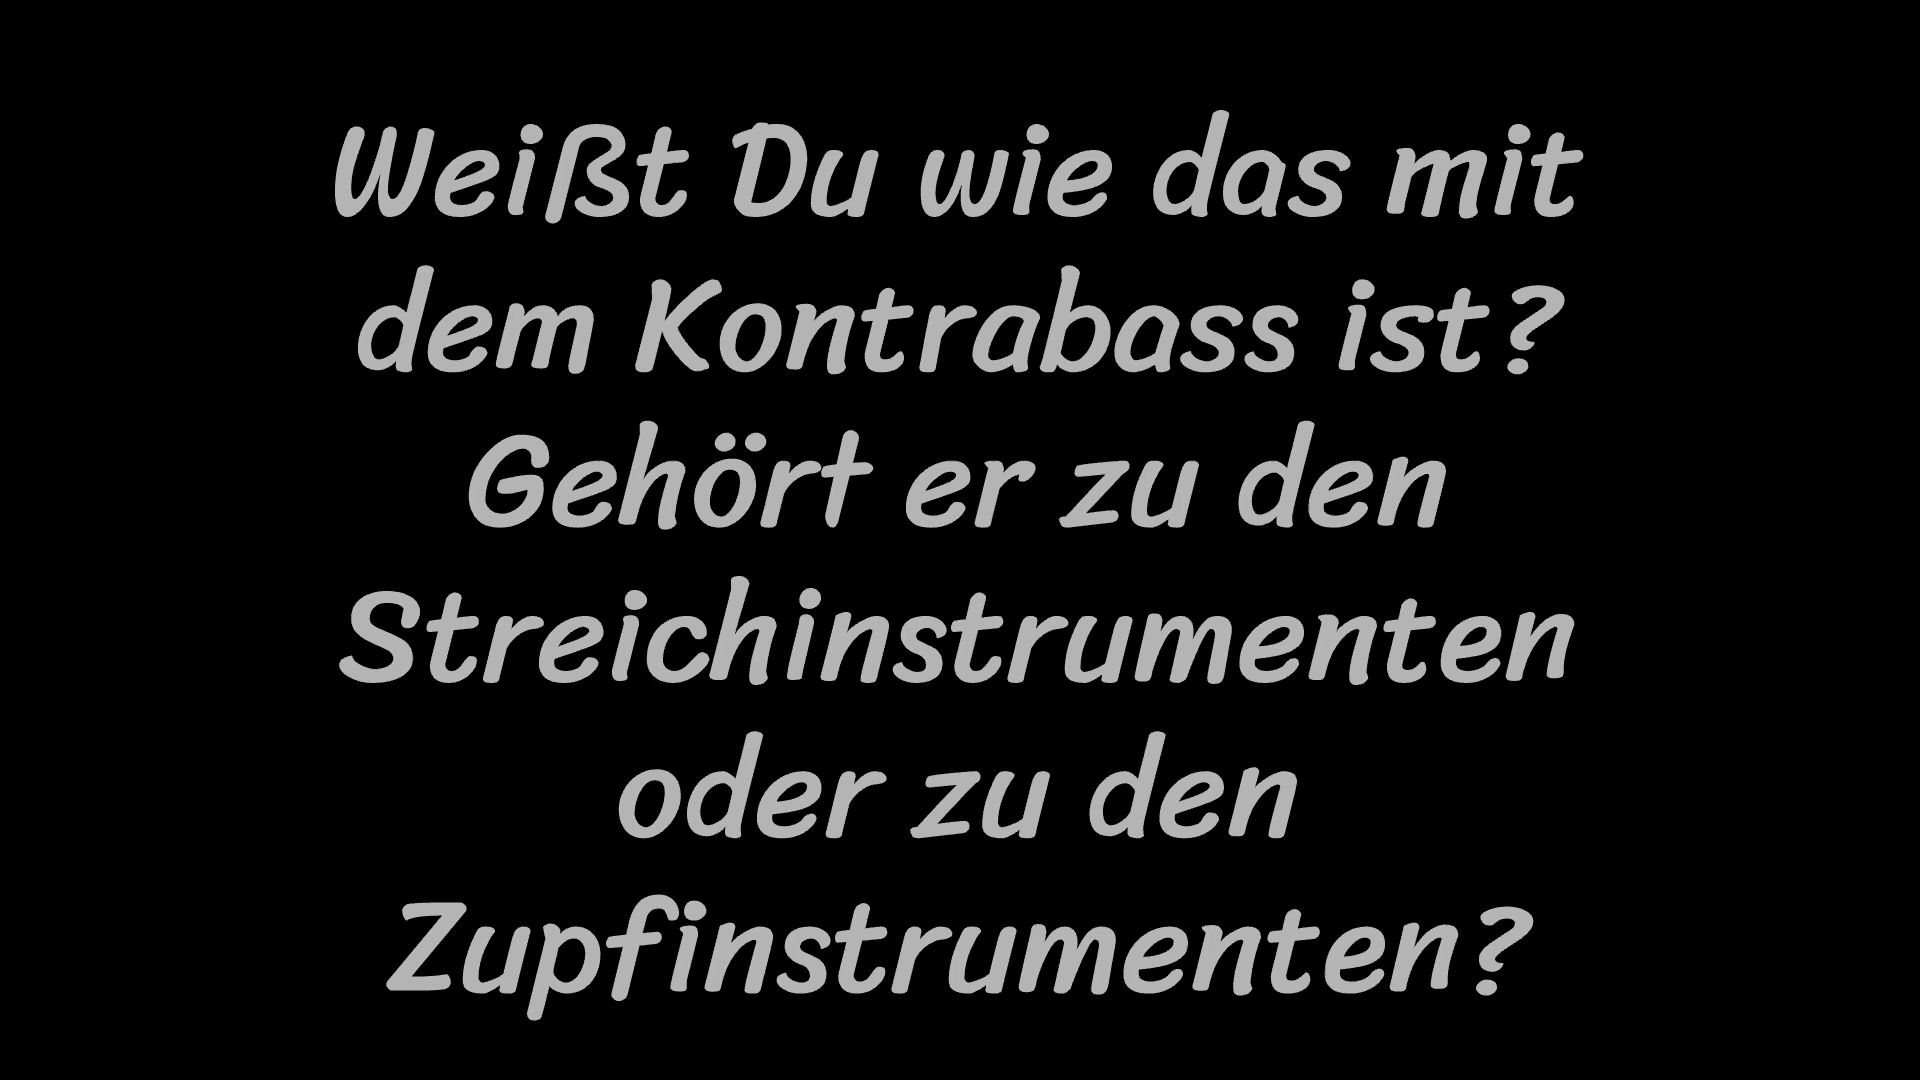 Weißt Du wie das mit
dem Kontrabass ist?
Gehört er zu den
Streichinstrumenten
oder zu den
Zupfinstrumenten?